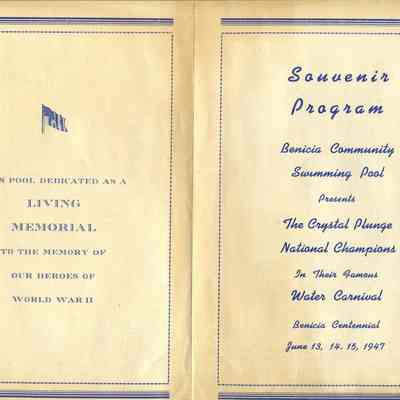 S POOL DEDICATED AS A
LIVING
MEMORIAL
TO THE MEMORY OF
OUR HEROES OF
WORLD WAR II
Souvenir
Program
Benicia Community
Swimming Pool
Presents
The Crystal Plunge
National Champions
In Their Famous
Water Carnival
Benicia Centennial
June 13, 14, 15, 1947